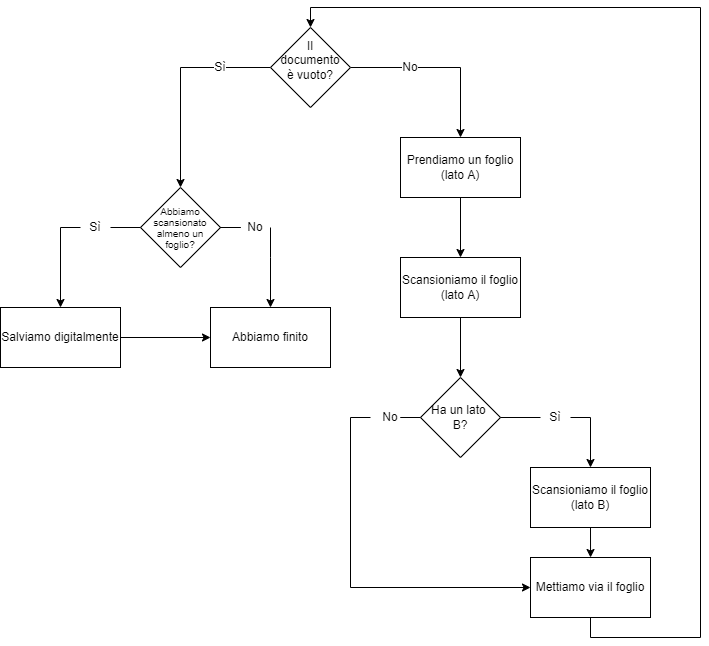 Il
documento
è vuoto?
Sì
No
Prendiamo un foglio
(lato A)
Abbiamo
scansionato
almeno un
foglio?
Sì
No
Scansioniamo il foglio
(lato A)
Salviamo digitalmente
Abbiamo finito
Ha un lato
B?
No
Sì
Scansioniamo il foglio
(lato B)
Mettiamo via il foglio